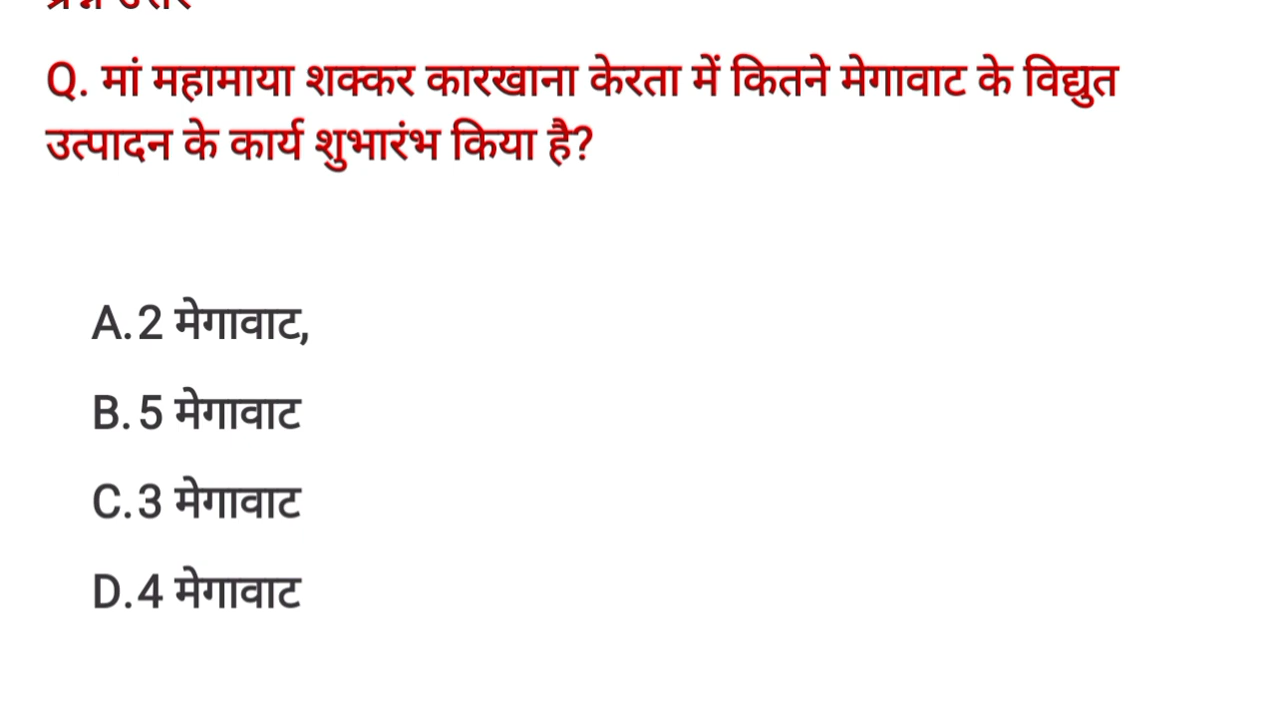 Q. मां महामाया शक्कर कारखाना केरता में कितने मेगावाट के विद्युत
उत्पादन के कार्य शुभारंभ किया है?
A. 2 मेगावाट,
B. 5 मेगावाट
C. 3 मेगावाट
D. 4 मेगावाट